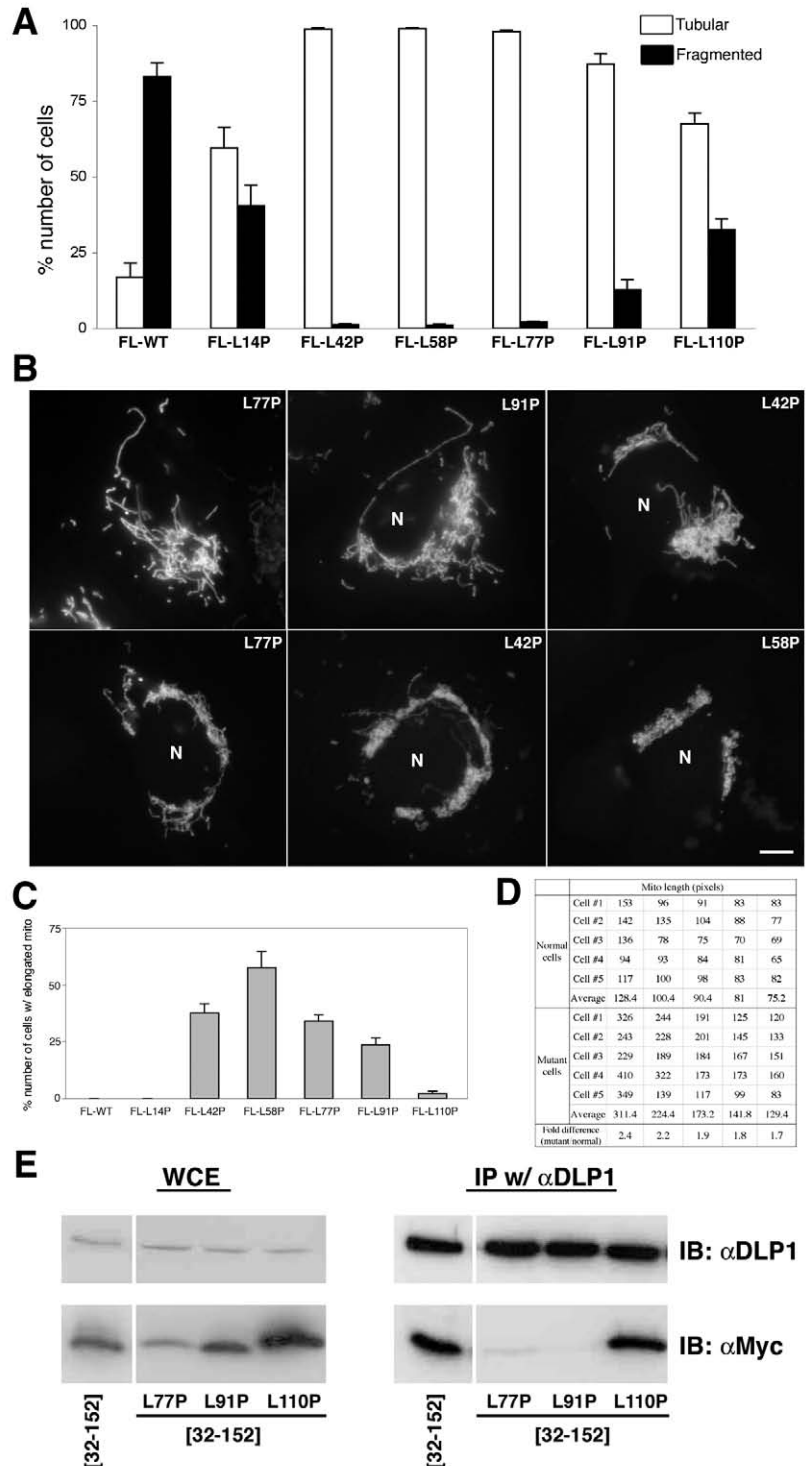 A
100
75
50
25
0
% number of cells
Tubular
Fragmented
FL-WT FL-L14P FL-L42P FL-L58P FL-L77P FL-L91P FL-L110P
B
L77P L91P L42P
N N
L77P L42P L58P
N N N
C
75
50
25
0
% number of cells w/ elongated mito
FL-WT FL-L14P FL-L42P FL-L58P FL-L77P FL-L91P FL-L110P
D
Mito length (pixels)
Normal cells
Cell #1 153 96 91 83 83
Cell #2 142 135 104 88 77
Cell #3 136 78 75 70 69
Cell #4 94 93 84 81 65
Cell #5 117 100 98 83 82
Average 128.4 100.4 90.4 81 75.2
Mutant cells
Cell #1 326 244 191 125 120
Cell #2 243 228 201 145 133
Cell #3 229 189 184 167 151
Cell #4 410 322 173 173 160
Cell #5 349 139 117 99 83
Average 311.4 224.4 173.2 141.8 129.4
Fold difference (mutant/normal) 2.4 2.2 1.9 1.8 1.7
E
WCE IP w/ αDLP1
IB: αDLP1
IB: αMyc
[32-152] L77P L91P L110P [32-152] L77P L91P L110P
[32-152] [32-152]